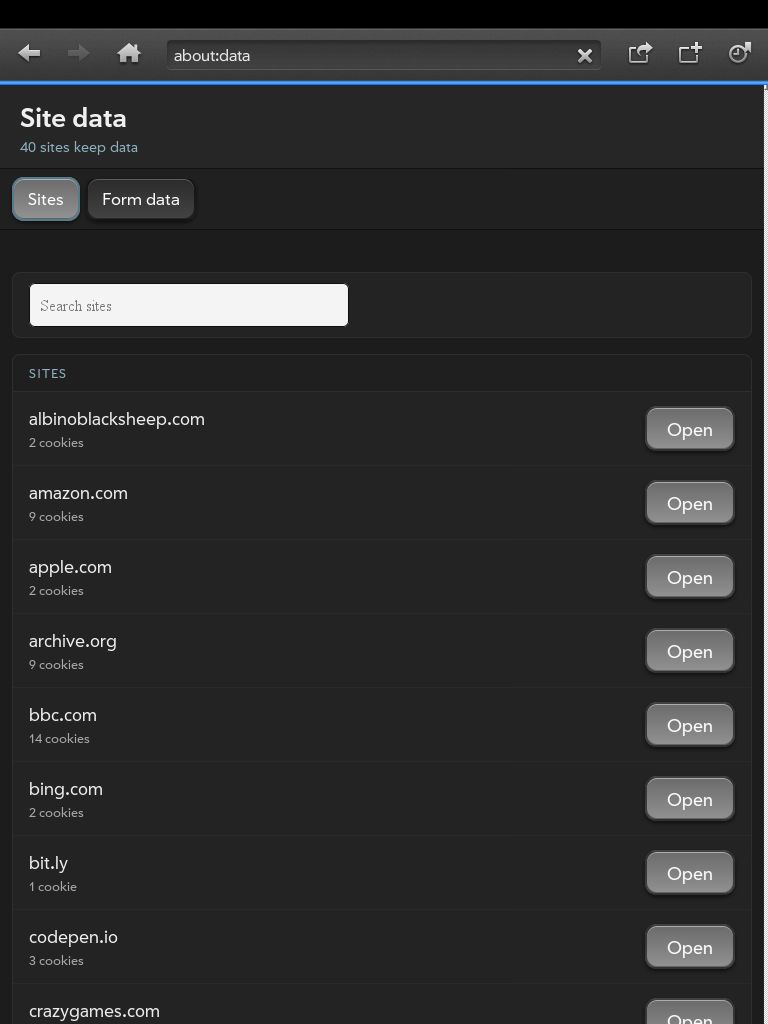 about:data
Site data
40 sites keep data
Sites
Form data
Search sites
SITES
albinoblacksheep.com
2 cookies
Open
amazon.com
9 cookies
Open
apple.com
2 cookies
Open
archive.org
9 cookies
Open
bbc.com
14 cookies
Open
bing.com
2 cookies
Open
bit.ly
1 cookie
Open
codepen.io
3 cookies
Open
crazygames.com
Open